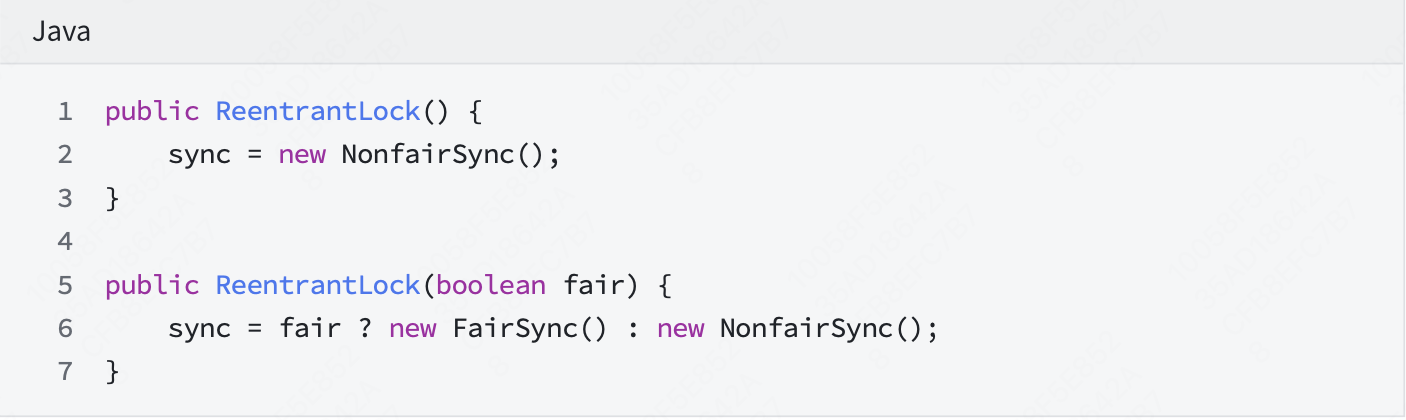 Java
1 public ReentrantLock() {
2     sync = new NonfairSync();
3 }
4
5 public ReentrantLock(boolean fair) {
6     sync = fair ? new FairSync() : new NonfairSync();
7 }